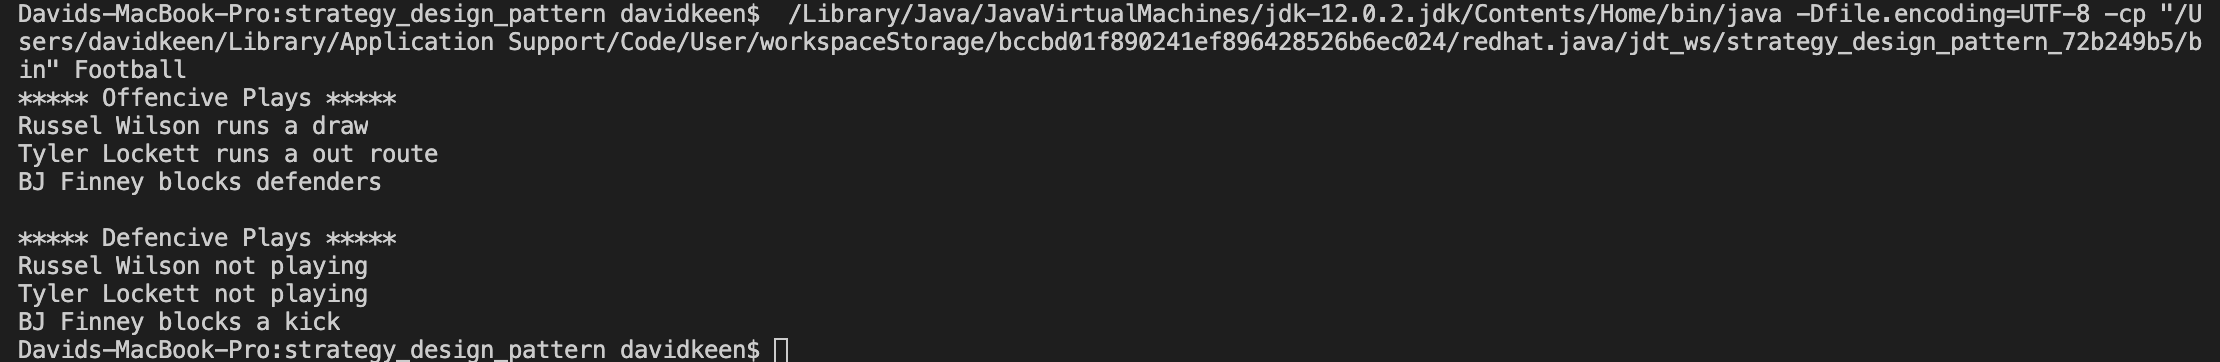 Davids-MacBook-Pro:strategy_design_pattern davidkeen$  /Library/Java/JavaVirtualMachines/jdk-12.0.2.jdk/Contents/Home/bin/java -Dfile.encoding=UTF-8 -cp "/U
sers/davidkeen/Library/Application Support/Code/User/workspaceStorage/bccbd01f890241ef896428526b6ec024/redhat.java/jdt_ws/strategy_design_pattern_72b249b5/b
in" Football
***** Offencive Plays *****
Russel Wilson runs a draw
Tyler Lockett runs a out route
BJ Finney blocks defenders

***** Defencive Plays *****
Russel Wilson not playing
Tyler Lockett not playing
BJ Finney blocks a kick
Davids-MacBook-Pro:strategy_design_pattern davidkeen$